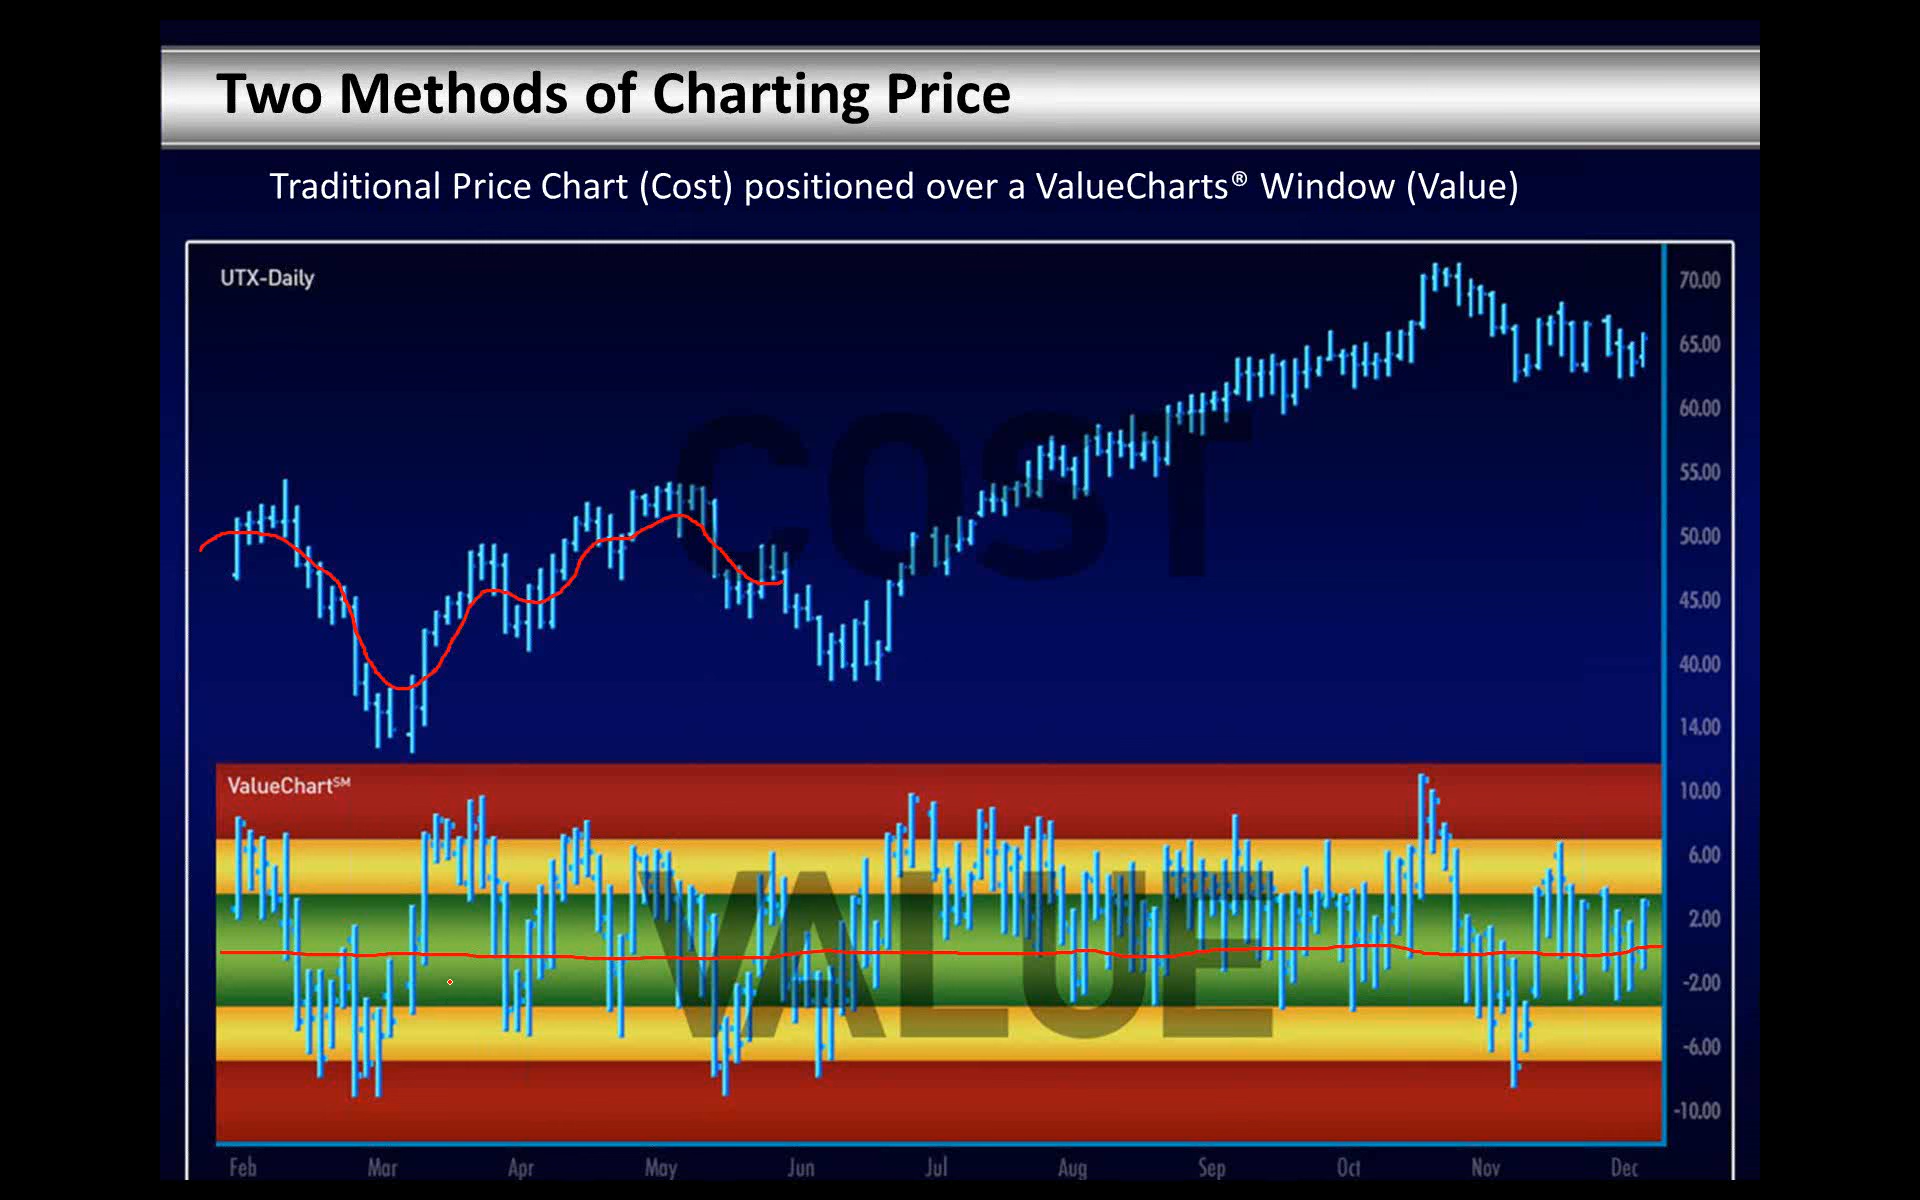 Two Methods of Charting Price
Traditional Price Chart (Cost) positioned over a ValueCharts® Window (Value)
UTX-Daily
70.00
65.00
60.00
55.00
50.00
45.00
40.00
14.00
COST
ValueChart℠
10.00
6.00
2.00
-2.00
-6.00
-10.00
VALUE
Feb Mar Apr May Jun Jul Aug Sep Oct Nov Dec